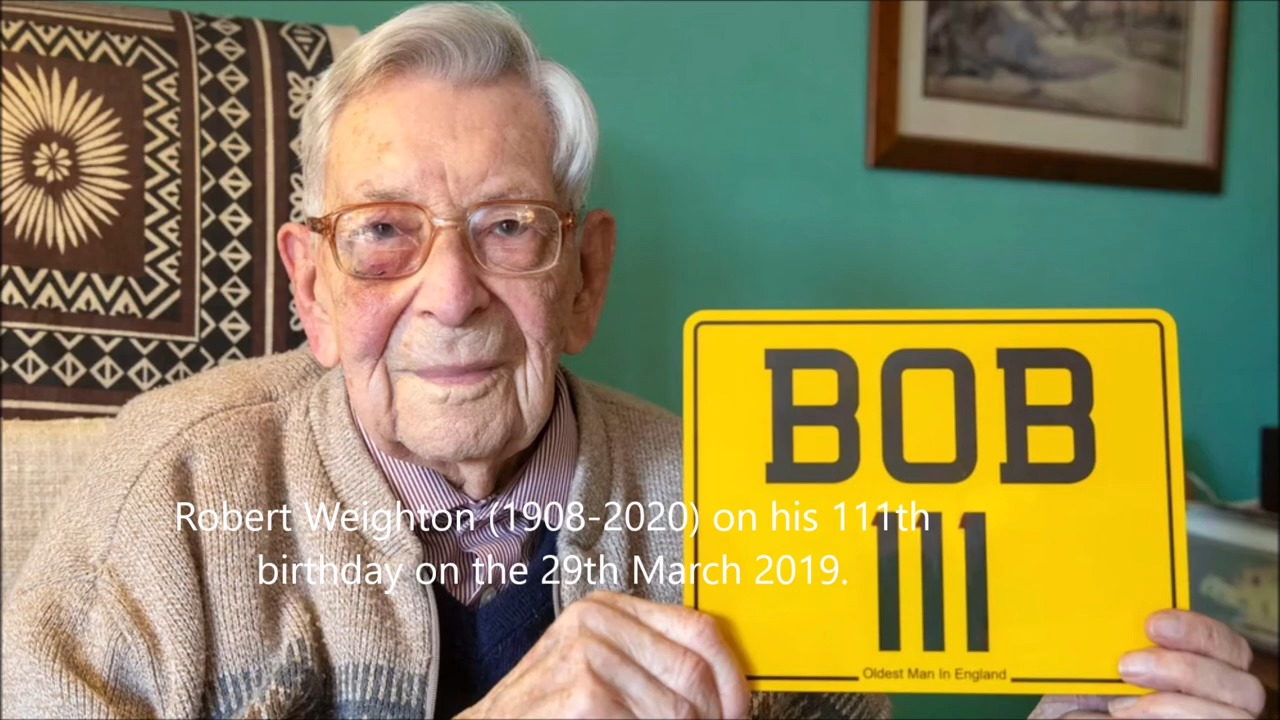 BOB
Robert Weighton (1908-2020) on his 111th
111
birthday on the 29th March 2019.
Oldest Man In England